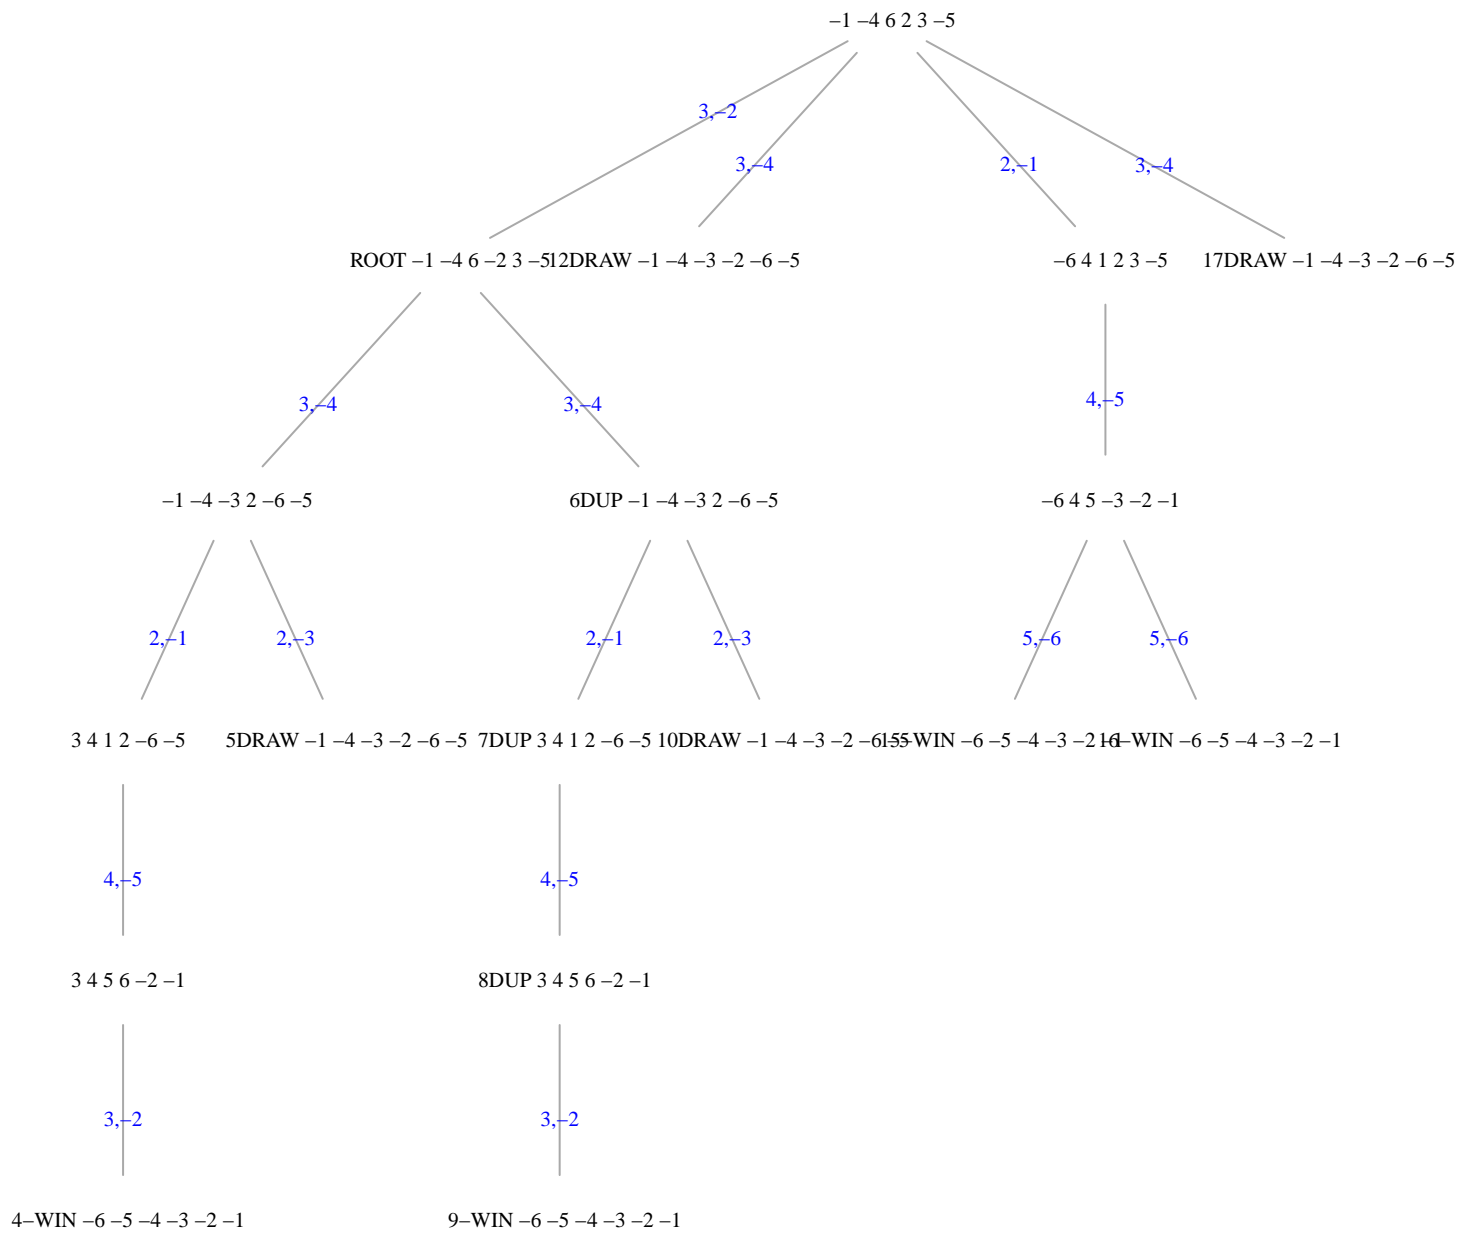 –1 –4 6 2 3 –5
3,–2
3,–4
2,–1
3,–4
ROOT –1 –4 6 –2 3 –5
12DRAW –1 –4 –3 –2 –6 –5
–6 4 1 2 3 –5
17DRAW –1 –4 –3 –2 –6 –5
3,–4
3,–4
4,–5
–1 –4 –3 2 –6 –5
6DUP –1 –4 –3 2 –6 –5
–6 4 5 –3 –2 –1
2,–1
2,–3
2,–1
2,–3
5,–6
5,–6
3 4 1 2 –6 –5
5DRAW –1 –4 –3 –2 –6 –5
7DUP 3 4 1 2 –6 –5
10DRAW –1 –4 –3 –2 –6 –5
15–WIN –6 –5 –4 –3 –2 –1
16–WIN –6 –5 –4 –3 –2 –1
4,–5
4,–5
3 4 5 6 –2 –1
8DUP 3 4 5 6 –2 –1
3,–2
3,–2
4–WIN –6 –5 –4 –3 –2 –1
9–WIN –6 –5 –4 –3 –2 –1